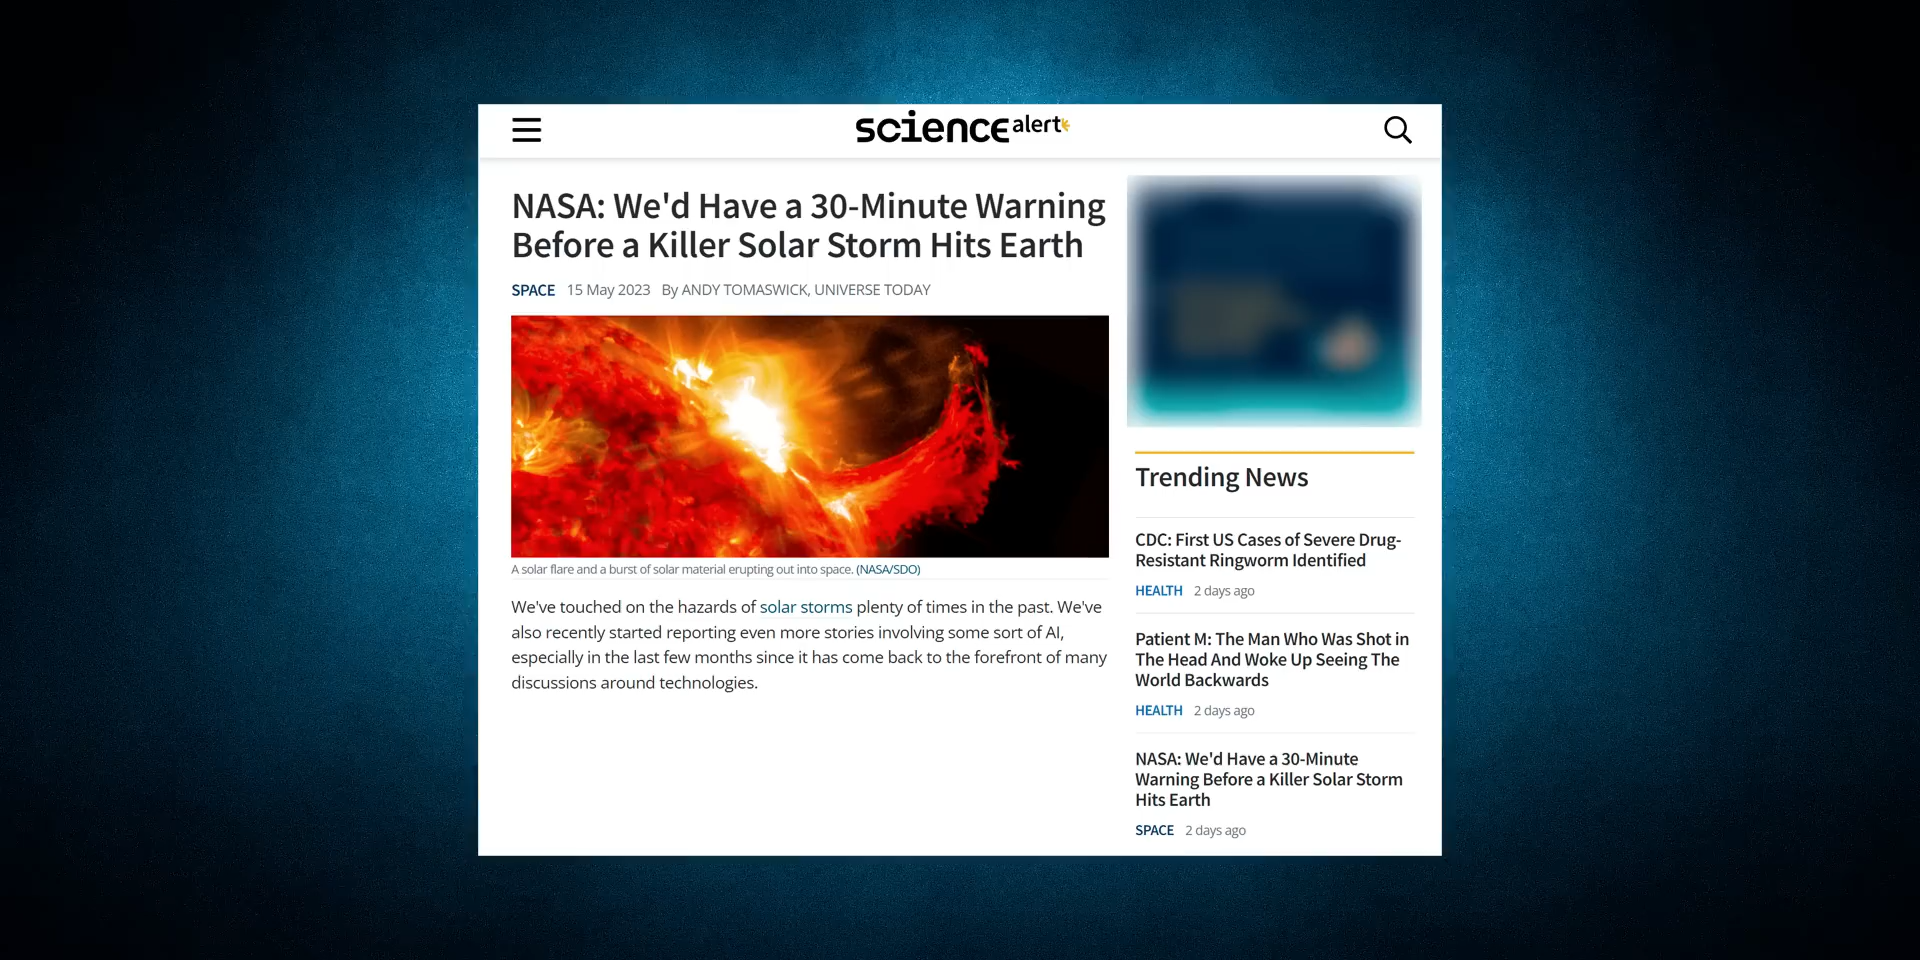 science alert
NASA: We'd Have a 30-Minute Warning
Before a Killer Solar Storm Hits Earth
SPACE 15 May 2023 By ANDY TOMASWICK, UNIVERSE TODAY
A solar flare and a burst of solar material erupting out into space. (NASA/SDO)
We've touched on the hazards of solar storms plenty of times in the past. We've
also recently started reporting even more stories involving some sort of AI,
especially in the last few months since it has come back to the forefront of many
discussions around technologies.
Trending News
CDC: First US Cases of Severe Drug-
Resistant Ringworm Identified
HEALTH 2 days ago
Patient M: The Man Who Was Shot in
The Head And Woke Up Seeing The
World Backwards
HEALTH 2 days ago
NASA: We'd Have a 30-Minute
Warning Before a Killer Solar Storm
Hits Earth
SPACE 2 days ago